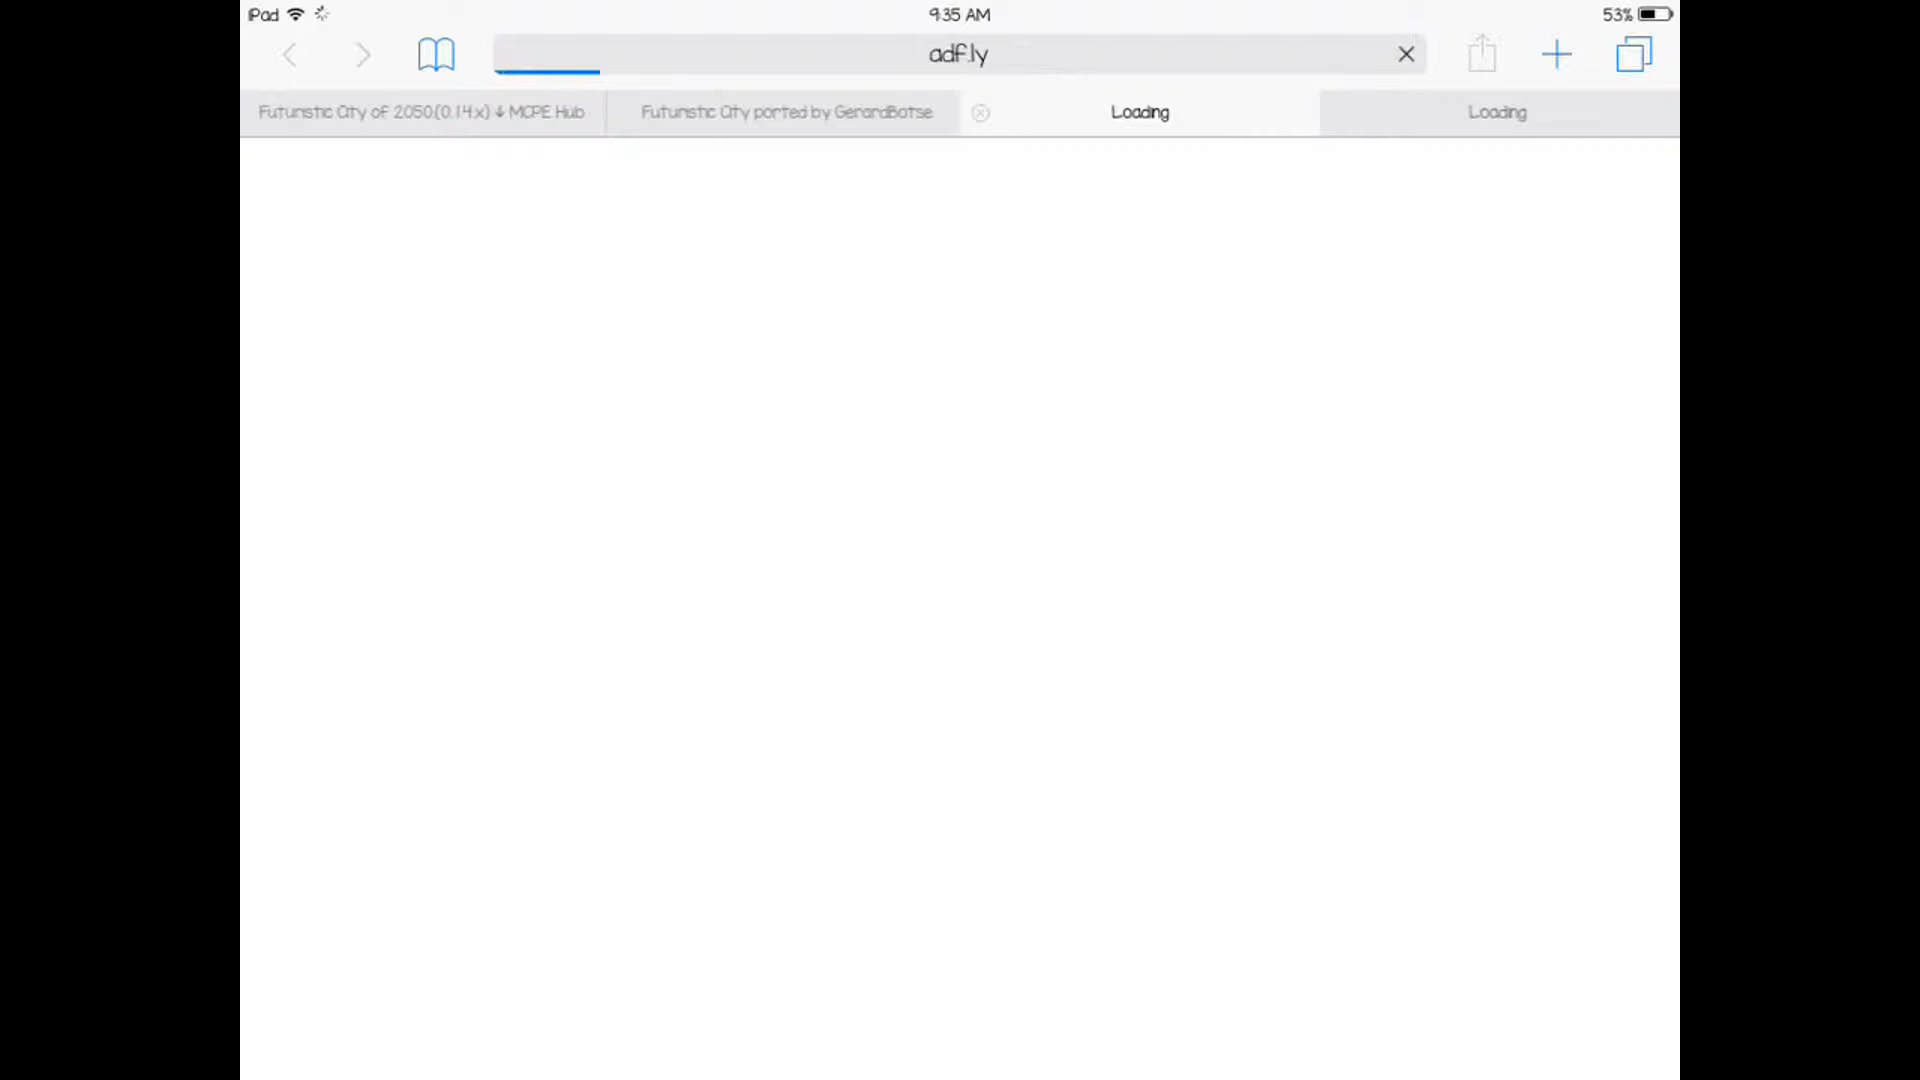 iPad 9:35 AM 53%
adf.ly
Futuristic City of 2050(0.14.x) ↓ MCPE Hub
Futuristic City ported by GerardBatse
Loading
Loading